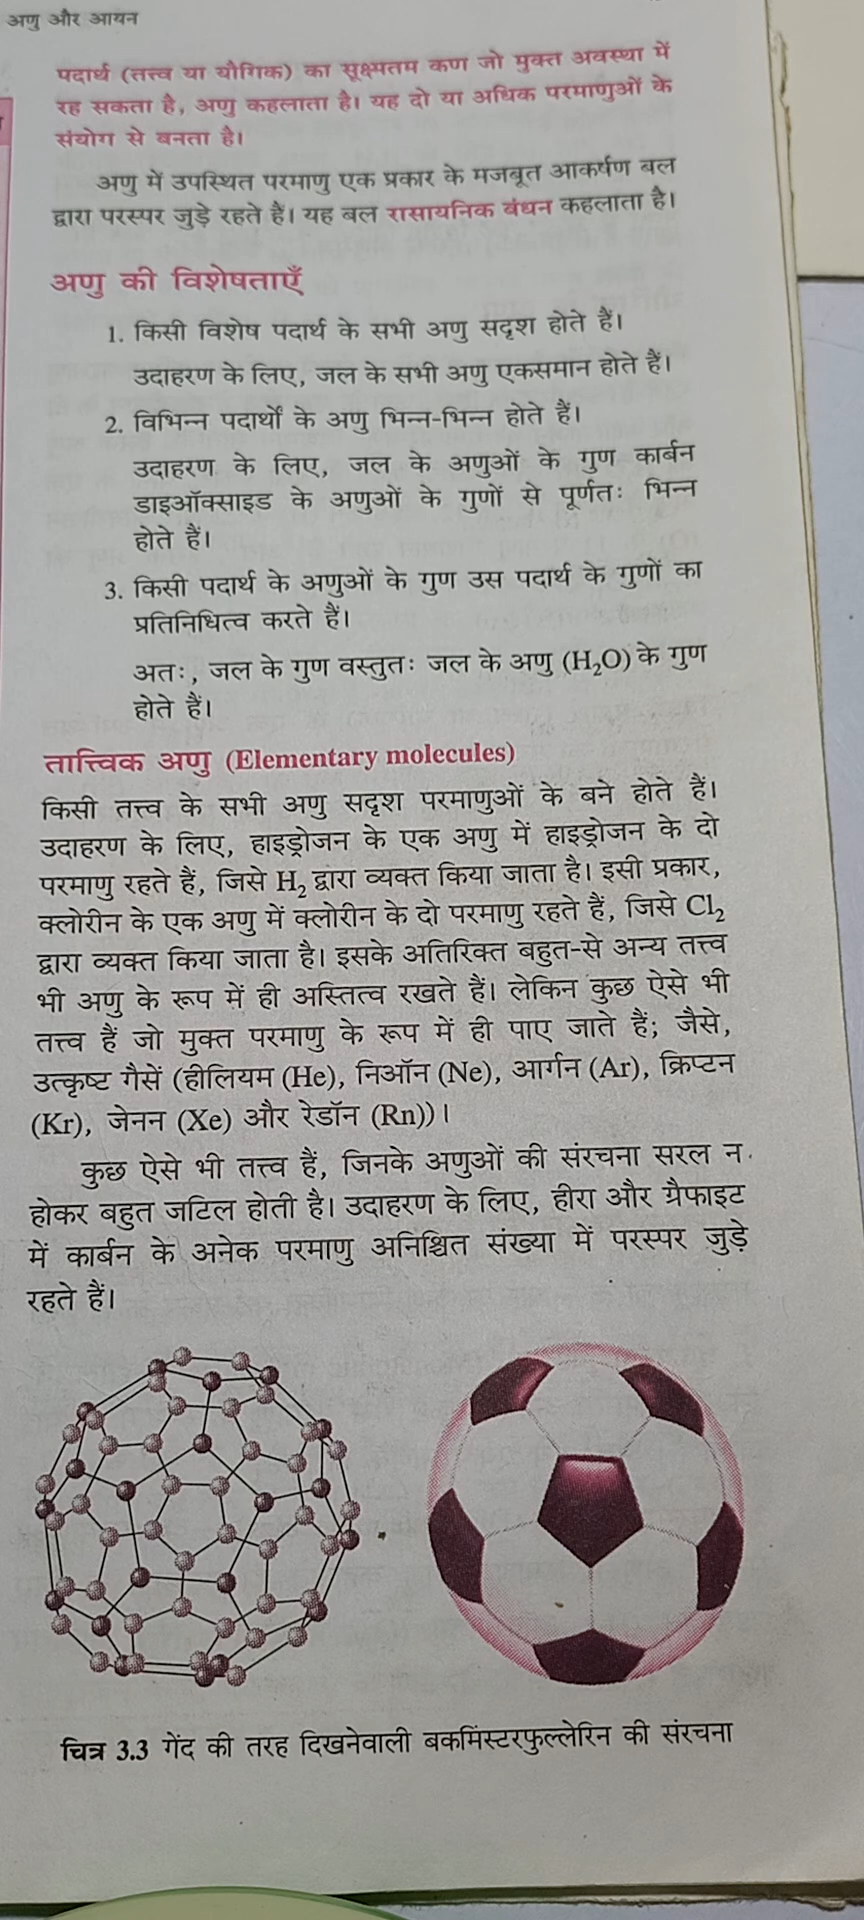 अणु और आयन
पदार्थ (तत्त्व या यौगिक) का सूक्ष्मतम कण जो मुक्त अवस्था में
रह सकता है, अणु कहलाता है। यह दो या अधिक परमाणुओं के
संयोग से बनता है।
अणु में उपस्थित परमाणु एक प्रकार के मजबूत आकर्षण बल
द्वारा परस्पर जुड़े रहते हैं। यह बल रासायनिक बंधन कहलाता है।
अणु की विशेषताएँ
1. किसी विशेष पदार्थ के सभी अणु सदृश होते हैं।
उदाहरण के लिए, जल के सभी अणु एकसमान होते हैं।
2. विभिन्न पदार्थों के अणु भिन्न-भिन्न होते हैं।
उदाहरण के लिए, जल के अणुओं के गुण कार्बन
डाइऑक्साइड के अणुओं के गुणों से पूर्णतः भिन्न
होते हैं।
3. किसी पदार्थ के अणुओं के गुण उस पदार्थ के गुणों का
प्रतिनिधित्व करते हैं।
अतः, जल के गुण वस्तुतः जल के अणु (H₂O) के गुण
होते हैं।
तात्त्विक अणु (Elementary molecules)
किसी तत्त्व के सभी अणु सदृश परमाणुओं के बने होते हैं।
उदाहरण के लिए, हाइड्रोजन के एक अणु में हाइड्रोजन के दो
परमाणु रहते हैं, जिसे H₂ द्वारा व्यक्त किया जाता है। इसी प्रकार,
क्लोरीन के एक अणु में क्लोरीन के दो परमाणु रहते हैं, जिसे Cl₂
द्वारा व्यक्त किया जाता है। इसके अतिरिक्त बहुत-से अन्य तत्त्व
भी अणु के रूप में ही अस्तित्व रखते हैं। लेकिन कुछ ऐसे भी
तत्त्व हैं जो मुक्त परमाणु के रूप में ही पाए जाते हैं; जैसे,
उत्कृष्ट गैसें (हीलियम (He), निऑन (Ne), आर्गन (Ar), क्रिप्टन
(Kr), जेनन (Xe) और रेडॉन (Rn))।
कुछ ऐसे भी तत्त्व हैं, जिनके अणुओं की संरचना सरल न
होकर बहुत जटिल होती है। उदाहरण के लिए, हीरा और ग्रैफाइट
में कार्बन के अनेक परमाणु अनिश्चित संख्या में परस्पर जुड़े
रहते हैं।
चित्र 3.3 गेंद की तरह दिखनेवाली बकमिंस्टरफुल्लेरिन की संरचना